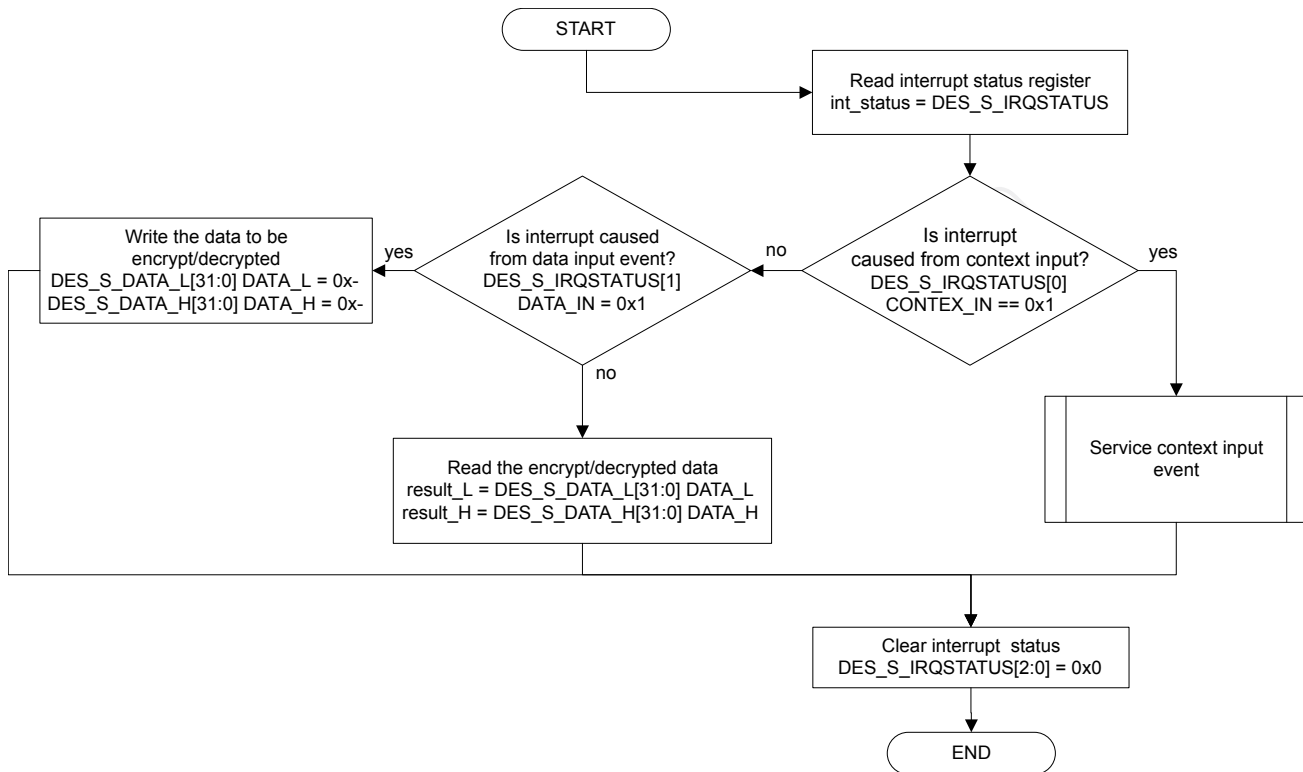 START
Read interrupt status register
int_status = DES_S_IRQSTATUS
Is interrupt
caused from context input?
DES_S_IRQSTATUS[0]
CONTEX_IN == 0x1
yes
no
Is interrupt caused
from data input event?
DES_S_IRQSTATUS[1]
DATA_IN = 0x1
yes
no
Write the data to be
encrypt/decrypted
DES_S_DATA_L[31:0] DATA_L = 0x-
DES_S_DATA_H[31:0] DATA_H = 0x-
Read the encrypt/decrypted data
result_L = DES_S_DATA_L[31:0] DATA_L
result_H = DES_S_DATA_H[31:0] DATA_H
Service context input
event
Clear interrupt status
DES_S_IRQSTATUS[2:0] = 0x0
END